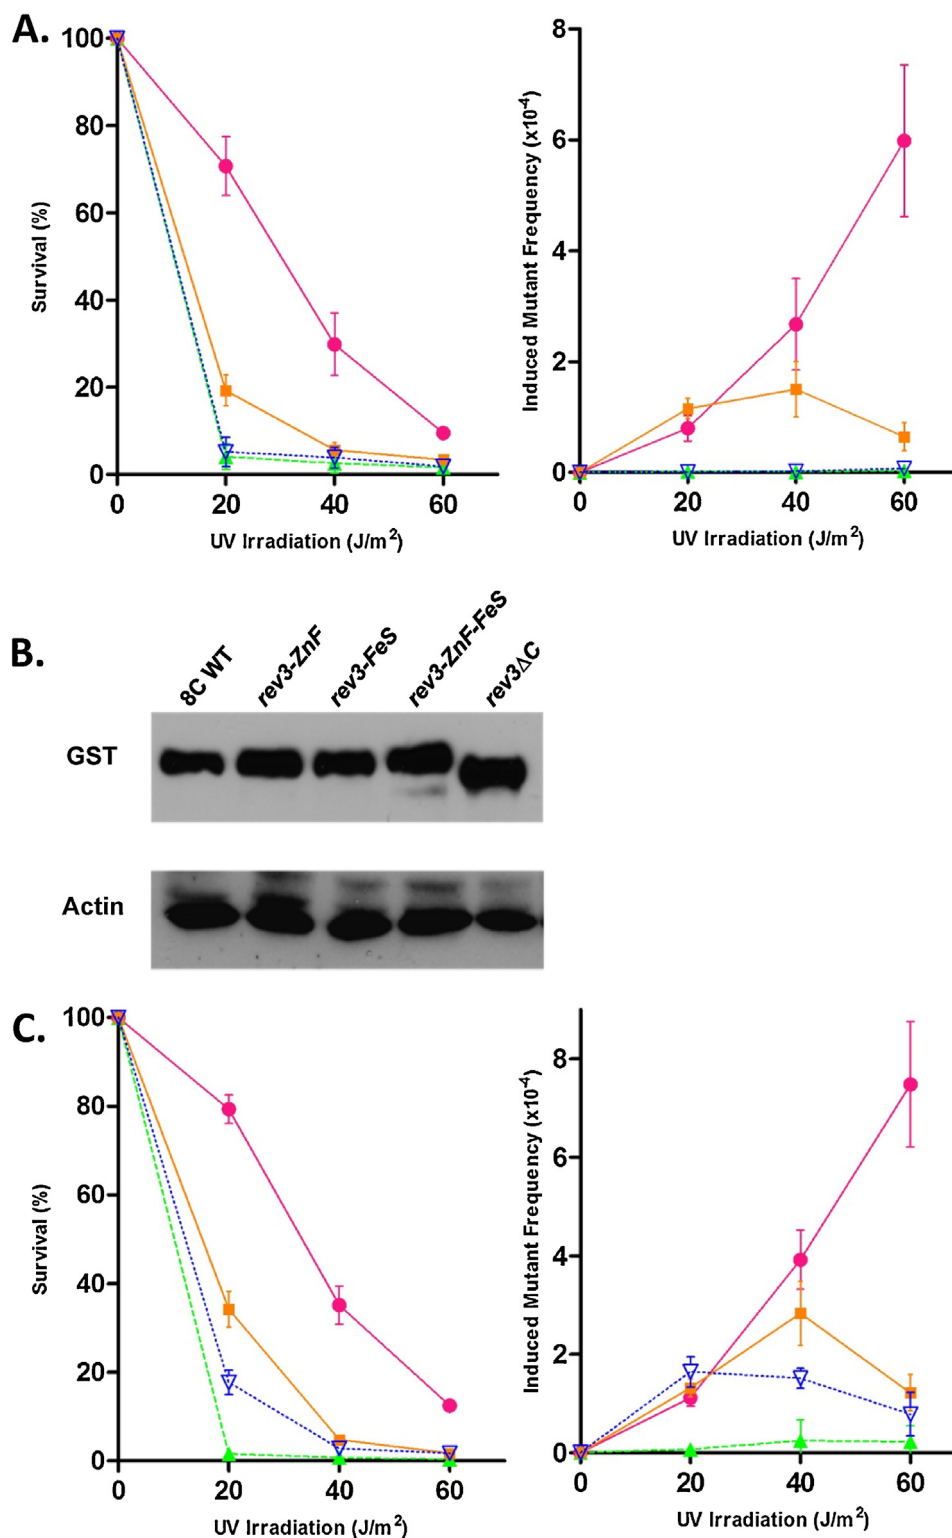 A.
100
80
60
40
20
0
Survival (%)
0 20 40 60
UV Irradiation (J/m²)
8
6
4
2
0
Induced Mutant Frequency (x10⁻⁴)
0 20 40 60
UV Irradiation (J/m²)
B.
8C WT
rev3-ZnF
rev3-FeS
rev3-ZnF-FeS
rev3ΔC
GST
Actin
C.
100
80
60
40
20
0
Survival (%)
0 20 40 60
UV Irradiation (J/m²)
8
6
4
2
0
Induced Mutant Frequency (x10⁻⁴)
0 20 40 60
UV Irradiation (J/m²)